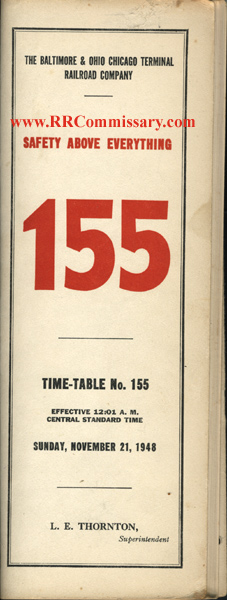 THE BALTIMORE & OHIO CHICAGO TERMINAL
RAILROAD COMPANY
www.RRCommissary.com
SAFETY ABOVE EVERYTHING
155
TIME-TABLE No. 155
EFFECTIVE 12:01 A. M.
CENTRAL STANDARD TIME
SUNDAY, NOVEMBER 21, 1948
L. E. THORNTON,
Superintendent